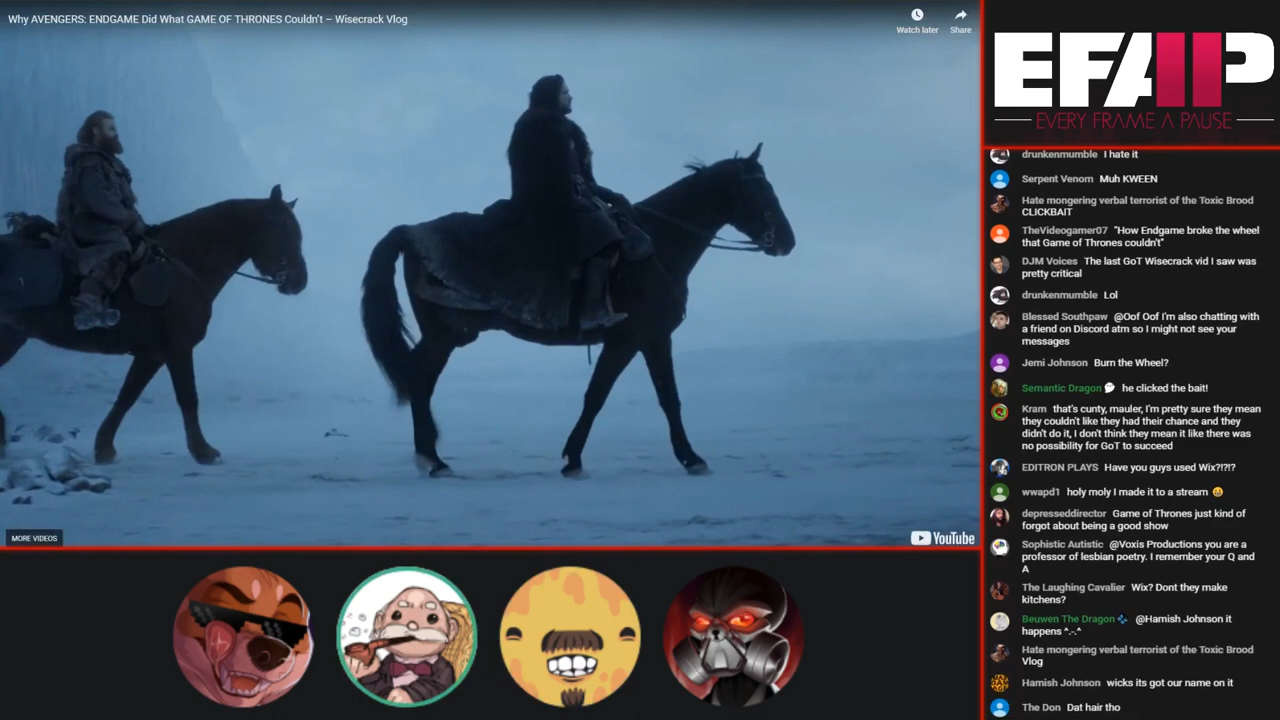 Why AVENGERS: ENDGAME Did What GAME OF THRONES Couldn't – Wisecrack Vlog
Watch later
Share
MORE VIDEOS
YouTube
EFAP
EVERY FRAME A PAUSE
drunkenmumble I hate it
Serpent Venom Muh KWEEN
Hate mongering verbal terrorist of the Toxic Brood
CLICKBAIT
TheVideogamer07 "How Endgame broke the wheel
that Game of Thrones couldn't"
DJM Voices The last GoT Wisecrack vid I saw was
pretty critical
drunkenmumble Lol
Blessed Southpaw @Oof Oof I'm also chatting with
a friend on Discord atm so I might not see your
messages
Jemi Johnson Burn the Wheel?
Semantic Dragon he clicked the bait!
Kram that's cunty, mauler, I'm pretty sure they mean
they couldn't like they had their chance and they
didn't do it, I don't think they mean it like there was
no possibility for GoT to succeed
EDITRON PLAYS Have you guys used Wix?!?!?
wwapd1 holy moly I made it to a stream 😀
depresseddirector Game of Thrones just kind of
forgot about being a good show
Sophistic Autistic @Voxis Productions you are a
professor of lesbian poetry. I remember your Q and
A
The Laughing Cavalier Wix? Dont they make
kitchens?
Beuwen The Dragon @Hamish Johnson it
happens ^.-.^
Hate mongering verbal terrorist of the Toxic Brood
Vlog
Hamish Johnson wicks its got our name on it
The Don Dat hair tho